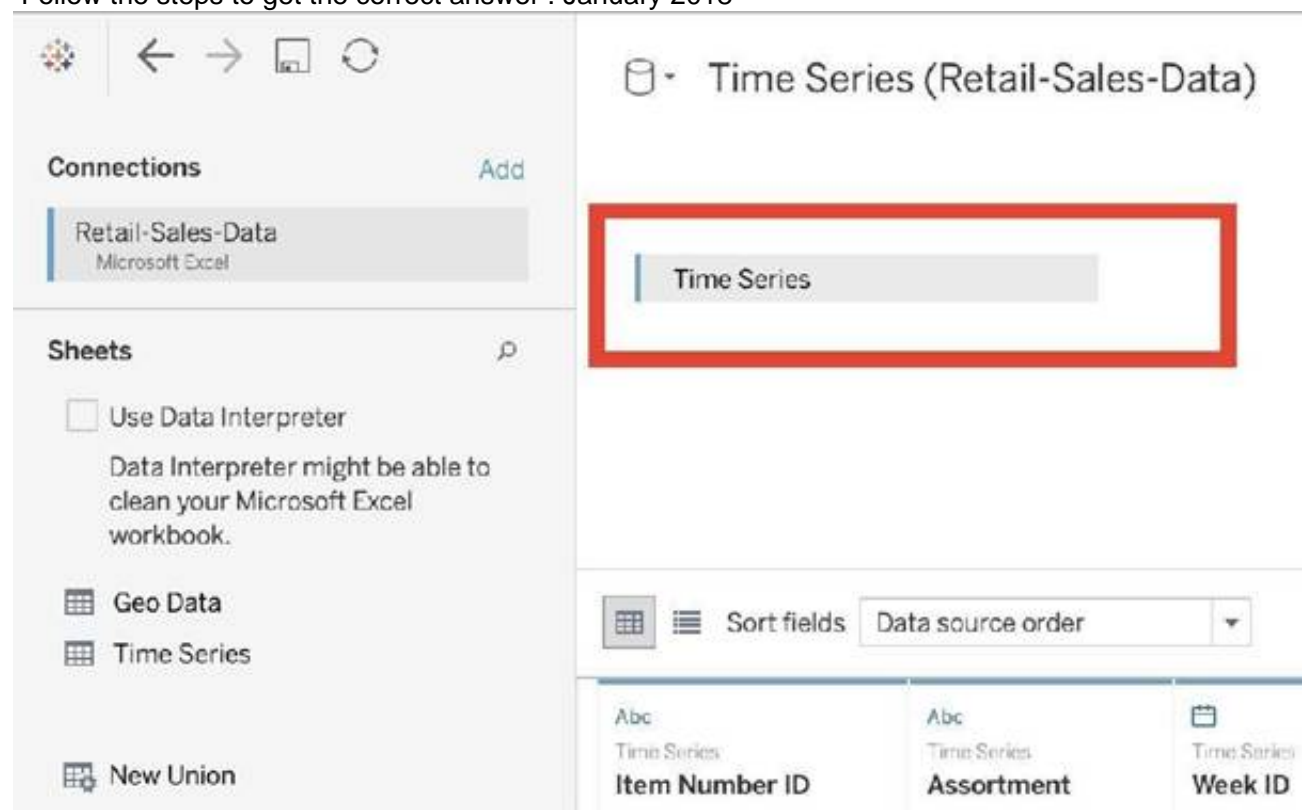 Follow the steps to get the correct answer : January 2018
Time Series (Retail-Sales-Data)
Connections
Add
Retail-Sales-Data
Microsoft Excel
Time Series
Sheets
Use Data Interpreter
Data Interpreter might be able to
clean your Microsoft Excel
workbook.
Geo Data
Time Series
New Union
Sort fields
Data source order
Abc
Time Series
Item Number ID
Abc
Time Series
Assortment
Time Series
Week ID